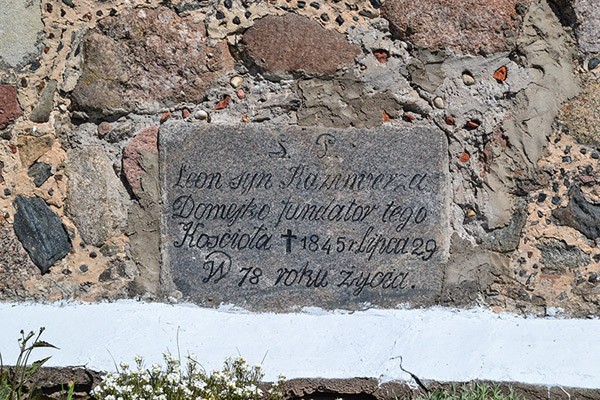 S. P.
Leon syn Kazimierza
Domejko fundator tego
Kościoła † 1845 r lipca 29
W 78 roku życia.